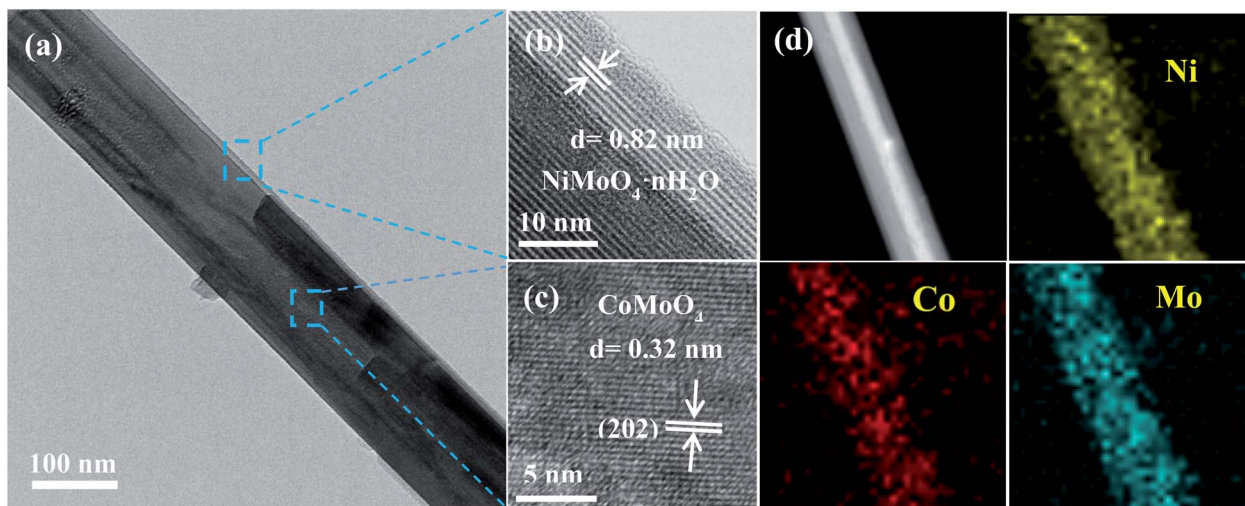 (a)
100 nm
(b)
d= 0.82 nm
NiMoO₄·nH₂O
10 nm
(c)
CoMoO₄
d= 0.32 nm
(202)
5 nm
(d)
Ni
Co
Mo